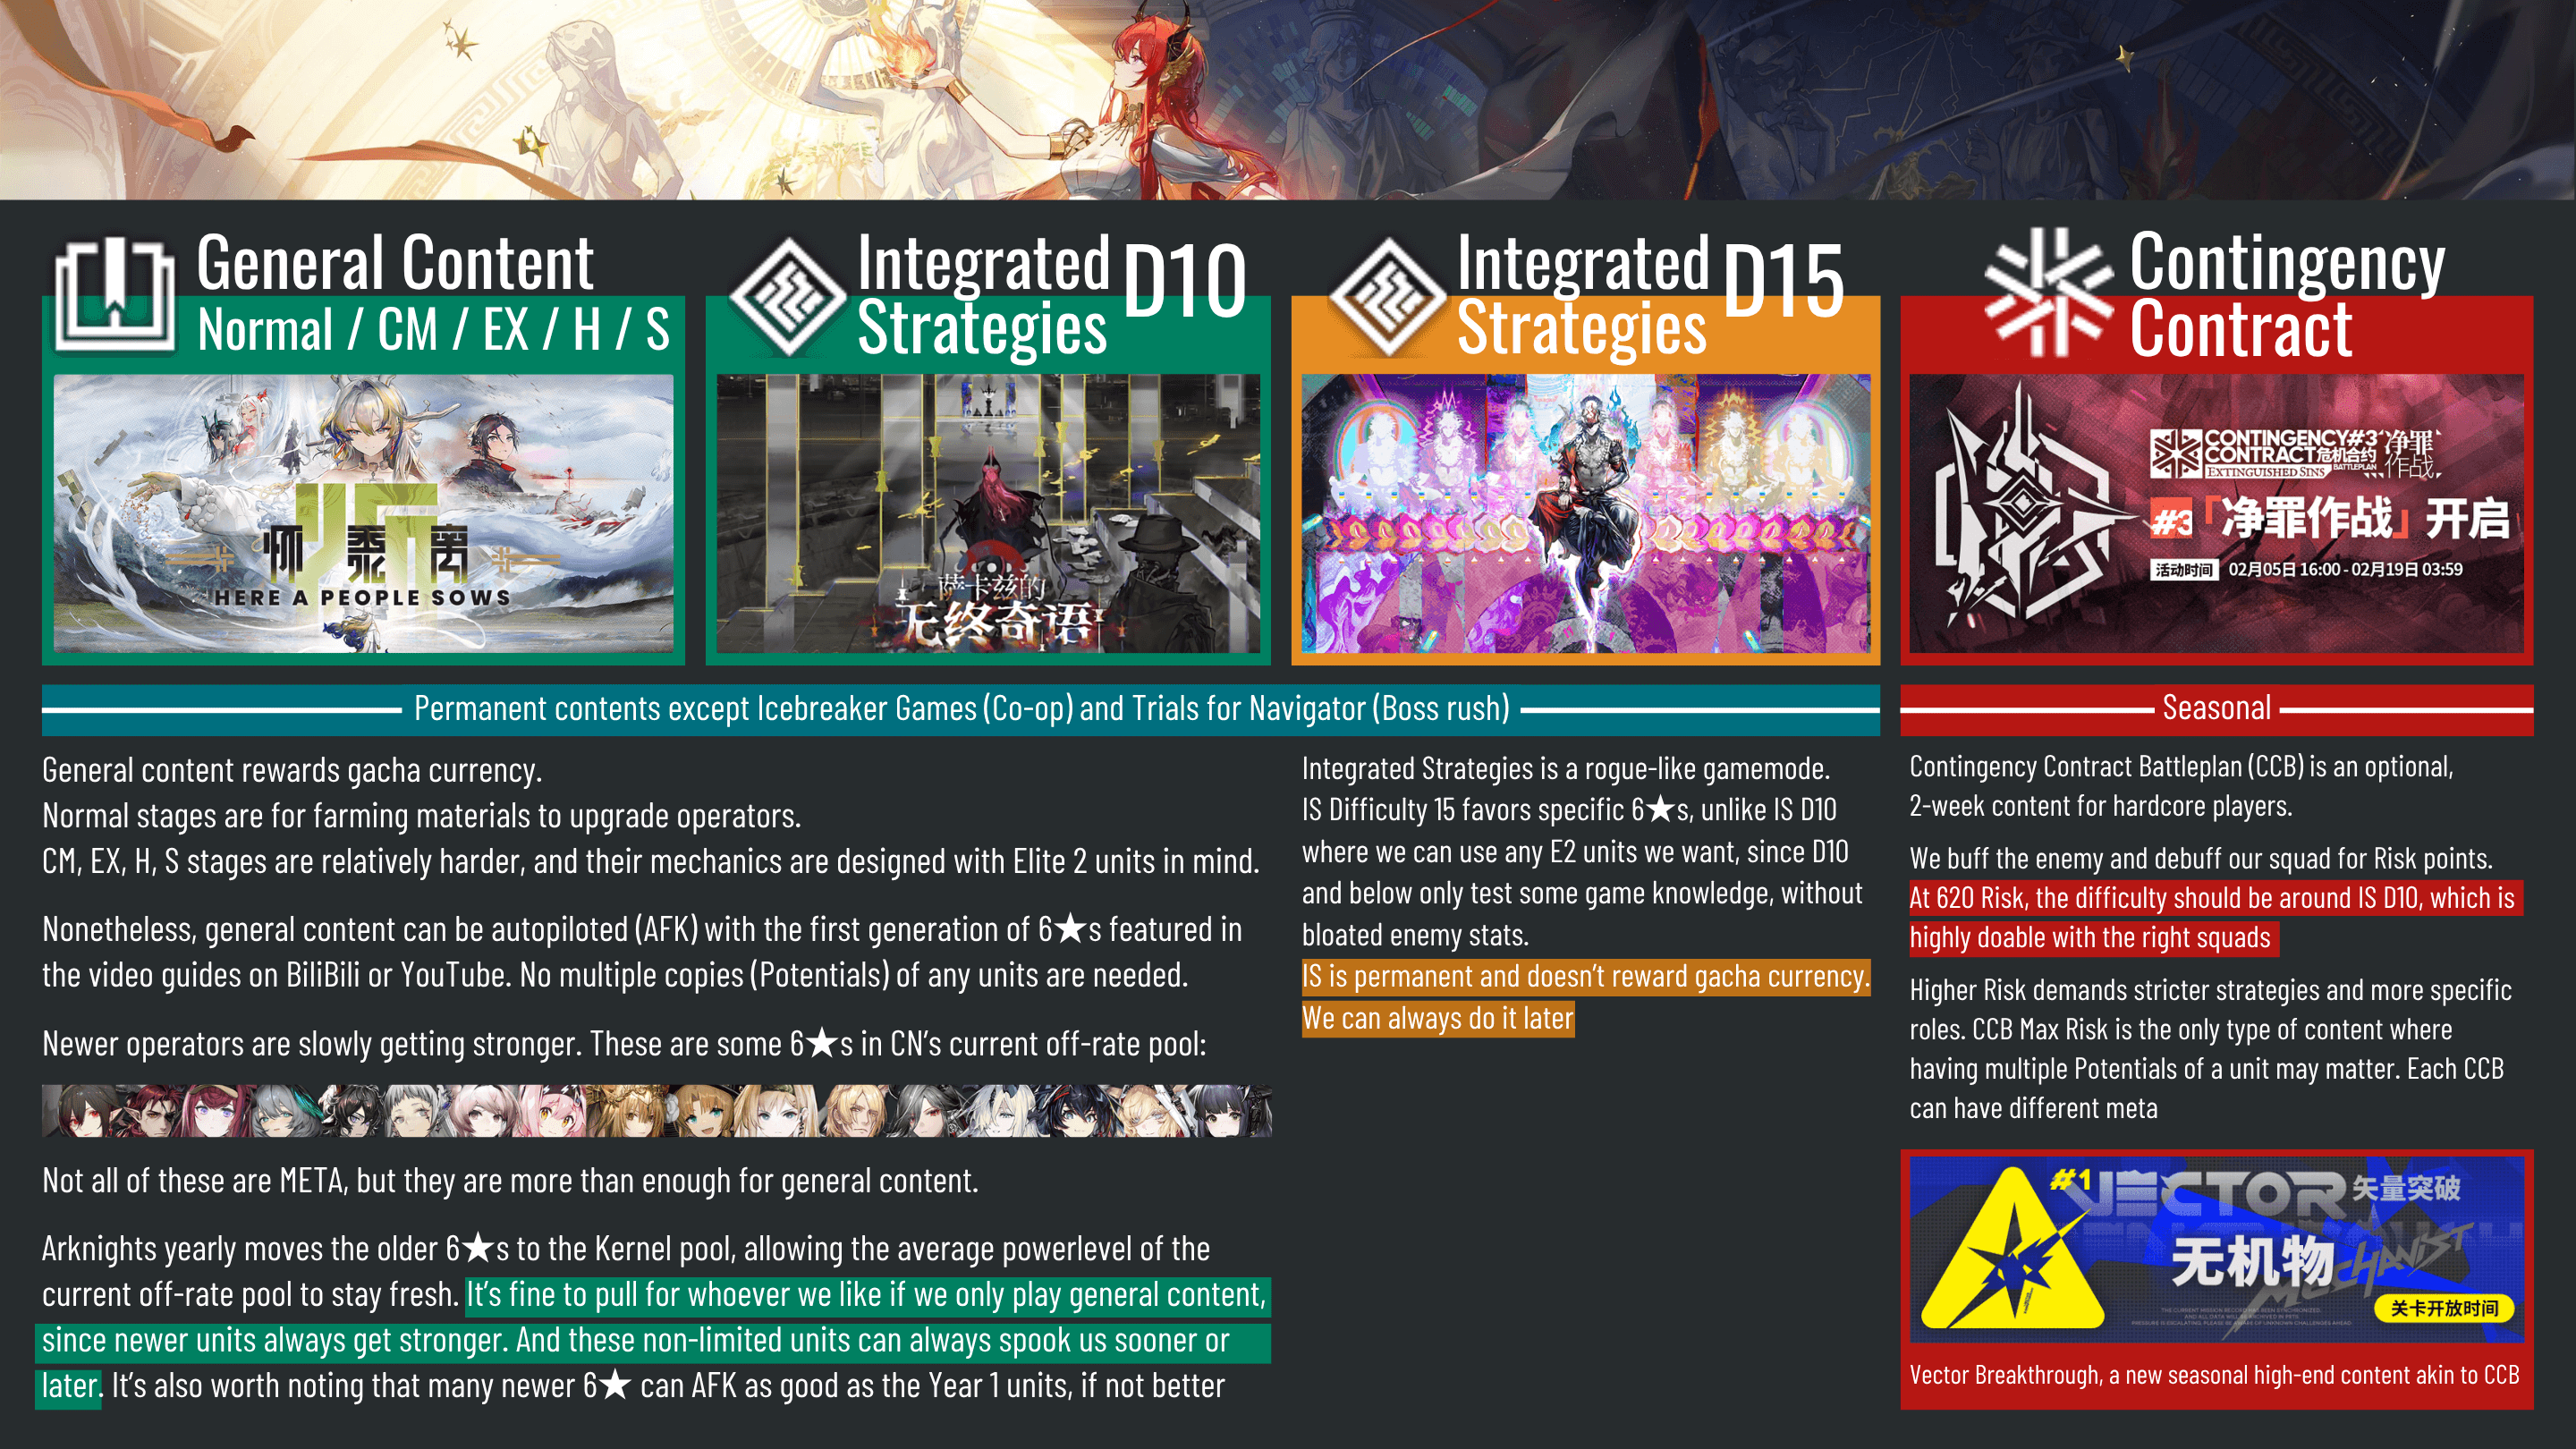 General Content
Normal / CM / EX / H / S
Integrated
Strategies
D10
Integrated
Strategies
D15
Contingency
Contract
怀黍离
HERE A PEOPLE SOWS
萨卡兹的
无终奇语
CONTINGENCY#3
CONTRACT危机合约
EXTINGUISHED SINS
BATTLEPLAN
净罪
作战
#3「净罪作战」开启
活动时间 02月05日 16:00 - 02月19日 03:59
Permanent contents except Icebreaker Games (Co-op) and Trials for Navigator (Boss rush)
Seasonal
General content rewards gacha currency.
Normal stages are for farming materials to upgrade operators.
CM, EX, H, S stages are relatively harder, and their mechanics are designed with Elite 2 units in mind.
Nonetheless, general content can be autopiloted (AFK) with the first generation of 6★s featured in
the video guides on BiliBili or YouTube. No multiple copies (Potentials) of any units are needed.
Newer operators are slowly getting stronger. These are some 6★s in CN's current off-rate pool:
Not all of these are META, but they are more than enough for general content.
Arknights yearly moves the older 6★s to the Kernel pool, allowing the average powerlevel of the
current off-rate pool to stay fresh. It's fine to pull for whoever we like if we only play general content,
since newer units always get stronger. And these non-limited units can always spook us sooner or
later. It's also worth noting that many newer 6★ can AFK as good as the Year 1 units, if not better
Integrated Strategies is a rogue-like gamemode.
IS Difficulty 15 favors specific 6★s, unlike IS D10
where we can use any E2 units we want, since D10
and below only test some game knowledge, without
bloated enemy stats.
IS is permanent and doesn't reward gacha currency.
We can always do it later
Contingency Contract Battleplan (CCB) is an optional,
2-week content for hardcore players.
We buff the enemy and debuff our squad for Risk points.
At 620 Risk, the difficulty should be around IS D10, which is
highly doable with the right squads
Higher Risk demands stricter strategies and more specific
roles. CCB Max Risk is the only type of content where
having multiple Potentials of a unit may matter. Each CCB
can have different meta
#1 VECTOR 矢量突破
无机物
MECHANIST
关卡开放时间
Vector Breakthrough, a new seasonal high-end content akin to CCB